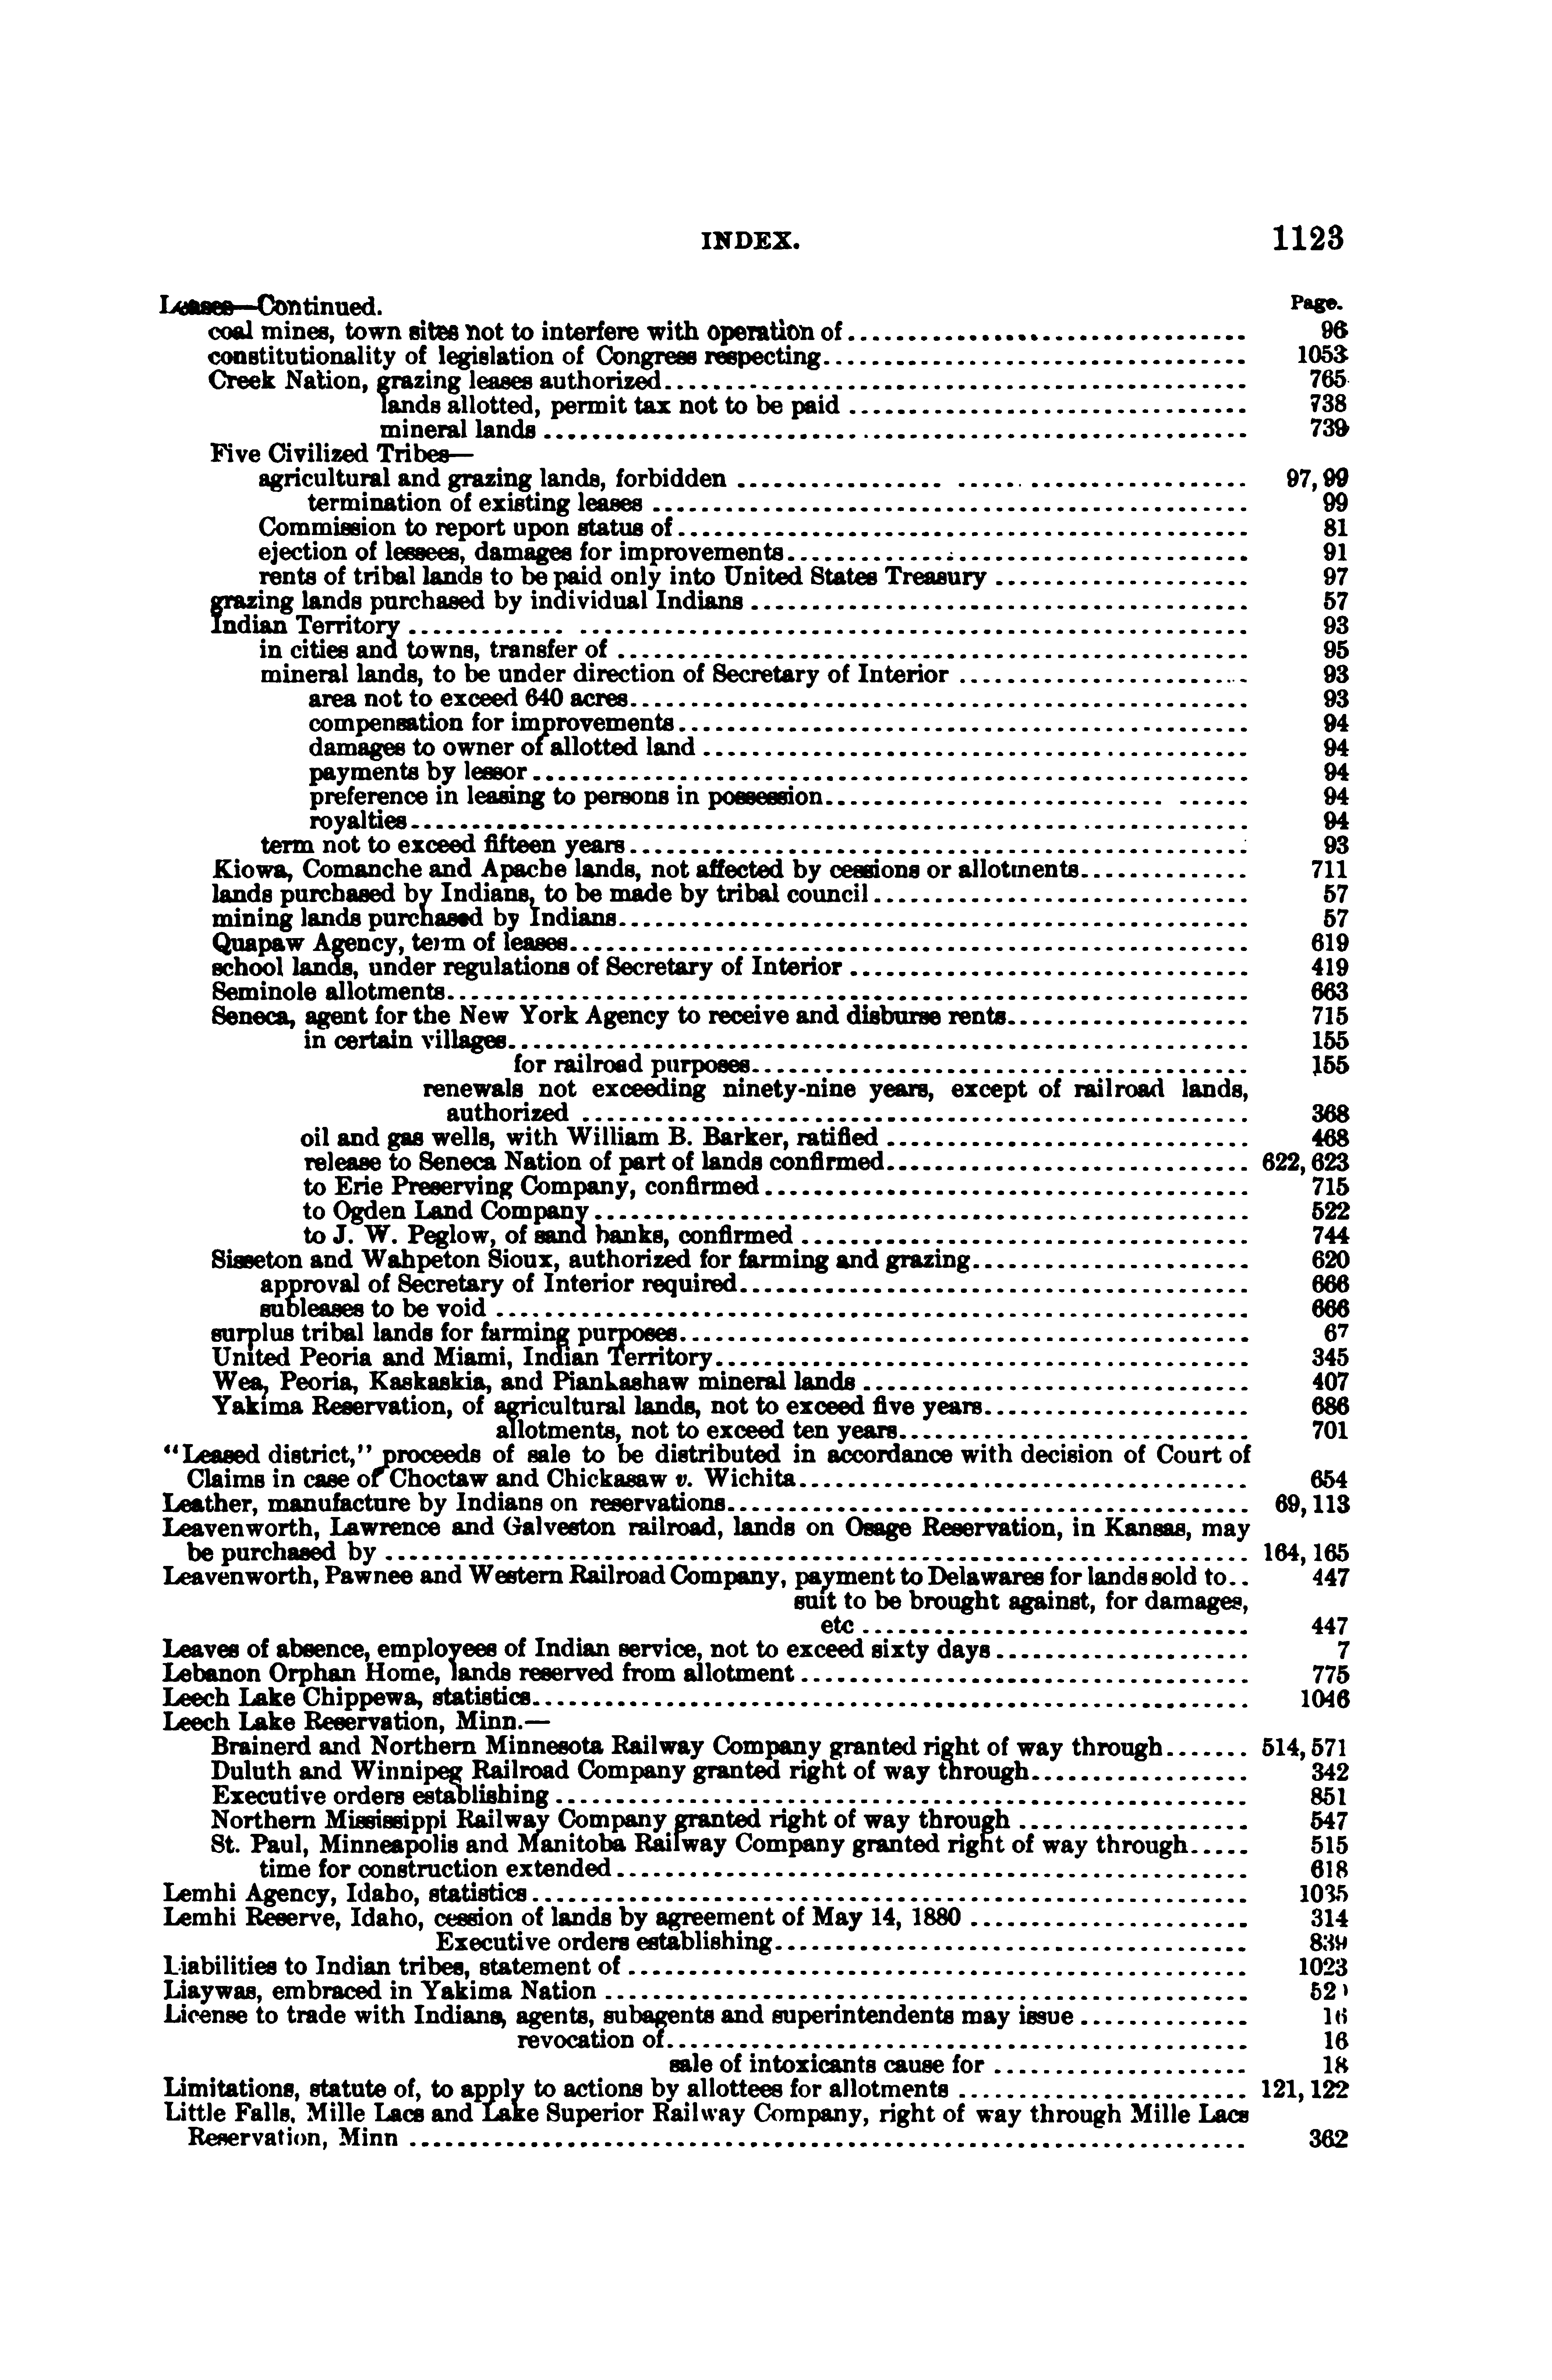 INDEX. 1123
Leases—Continued. Page.
coal mines, town sites not to interfere with operation of 96
constitutionality of legislation of Congress respecting 1053
Creek Nation, grazing leases authorized 765
lands allotted, permit tax not to be paid 738
mineral lands 739
Five Civilized Tribes—
agricultural and grazing lands, forbidden 97, 99
termination of existing leases 99
Commission to report upon status of 81
ejection of lessees, damages for improvements 91
rents of tribal lands to be paid only into United States Treasury 97
grazing lands purchased by individual Indians 57
Indian Territory 93
in cities and towns, transfer of 95
mineral lands, to be under direction of Secretary of Interior 93
area not to exceed 640 acres 93
compensation for improvements 94
damages to owner of allotted land 94
payments by lessor 94
preference in leasing to persons in possession 94
royalties 94
term not to exceed fifteen years 93
Kiowa, Comanche and Apache lands, not affected by cessions or allotments 711
lands purchased by Indians, to be made by tribal council 57
mining lands purchased by Indians 57
Quapaw Agency, term of leases 619
school lands, under regulations of Secretary of Interior 419
Seminole allotments 663
Seneca, agent for the New York Agency to receive and disburse rents 715
in certain villages 155
for railroad purposes 155
renewals not exceeding ninety-nine years, except of railroad lands,
authorized 368
oil and gas wells, with William B. Barker, ratified 468
release to Seneca Nation of part of lands confirmed 622, 623
to Erie Preserving Company, confirmed 715
to Ogden Land Company 522
to J. W. Peglow, of sand banks, confirmed 744
Sisseton and Wahpeton Sioux, authorized for farming and grazing 620
approval of Secretary of Interior required 666
subleases to be void 666
surplus tribal lands for farming purposes 67
United Peoria and Miami, Indian Territory 345
Wea, Peoria, Kaskaskia, and Piankashaw mineral lands 407
Yakima Reservation, of agricultural lands, not to exceed five years 686
allotments, not to exceed ten years 701
"Leased district," proceeds of sale to be distributed in accordance with decision of Court of
Claims in case of Choctaw and Chickasaw v. Wichita 654
Leather, manufacture by Indians on reservations 69, 113
Leavenworth, Lawrence and Galveston railroad, lands on Osage Reservation, in Kansas, may
be purchased by 164, 165
Leavenworth, Pawnee and Western Railroad Company, payment to Delawares for lands sold to 447
suit to be brought against, for damages,
etc 447
Leaves of absence, employees of Indian service, not to exceed sixty days 7
Lebanon Orphan Home, lands reserved from allotment 775
Leech Lake Chippewa, statistics 1046
Leech Lake Reservation, Minn.—
Brainerd and Northern Minnesota Railway Company granted right of way through 514, 571
Duluth and Winnipeg Railroad Company granted right of way through 342
Executive orders establishing 851
Northern Mississippi Railway Company granted right of way through 547
St. Paul, Minneapolis and Manitoba Railway Company granted right of way through 515
time for construction extended 618
Lemhi Agency, Idaho, statistics 1035
Lemhi Reserve, Idaho, cession of lands by agreement of May 14, 1880 314
Executive orders establishing
Liabilities to Indian tribes, statement of 1023
Liaywas, embraced in Yakima Nation
License to trade with Indians, agents, subagents and superintendents may issue 16
revocation of 16
sale of intoxicants cause for 18
Limitations, statute of, to apply to actions by allottees for allotments 121, 122
Little Falls, Mille Lacs and Lake Superior Railway Company, right of way through Mille Lacs
Reservation, Minn 362